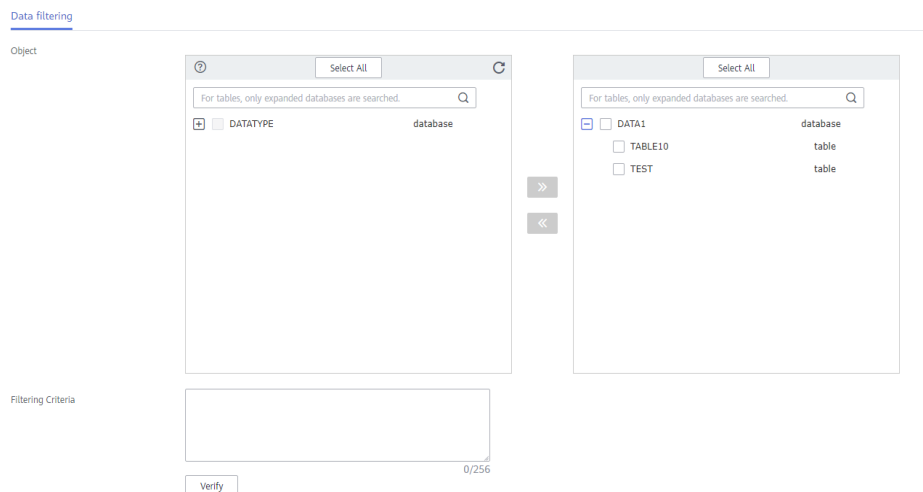 Data filtering
Object
Select All
For tables, only expanded databases are searched.
DATATYPE database
Select All
For tables, only expanded databases are searched.
DATA1 database
TABLE10 table
TEST table
Filtering Criteria
0/256
Verify